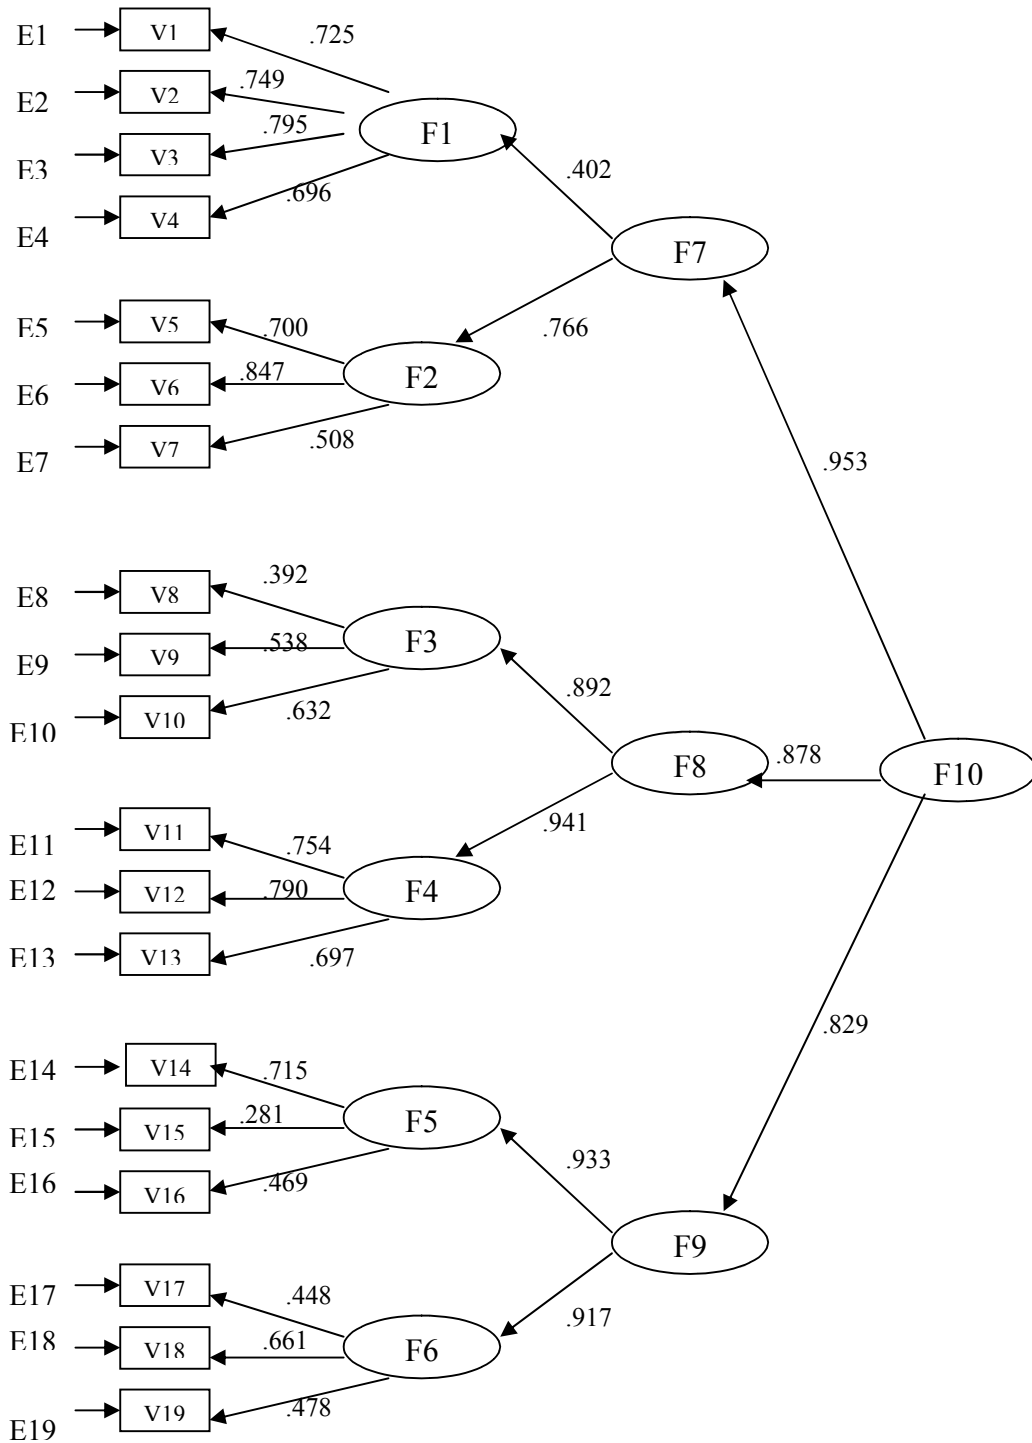 E1 V1 .725
E2 V2 .749
F1
E3 V3 .795
.402
E4 V4 .696
F7
E5 V5 .700
.766
E6 V6 .847
F2
E7 V7 .508
.953
E8 V8 .392
F3
E9 V9 .538
.892
E10 V10 .632
F8 .878 F10
E11 V11 .754
.941
E12 V12 .790
F4
E13 V13 .697
.829
E14 V14 .715
F5
E15 V15 .281
.933
E16 V16 .469
F9
E17 V17 .448
.917
E18 V18 .661
F6
E19 V19 .478